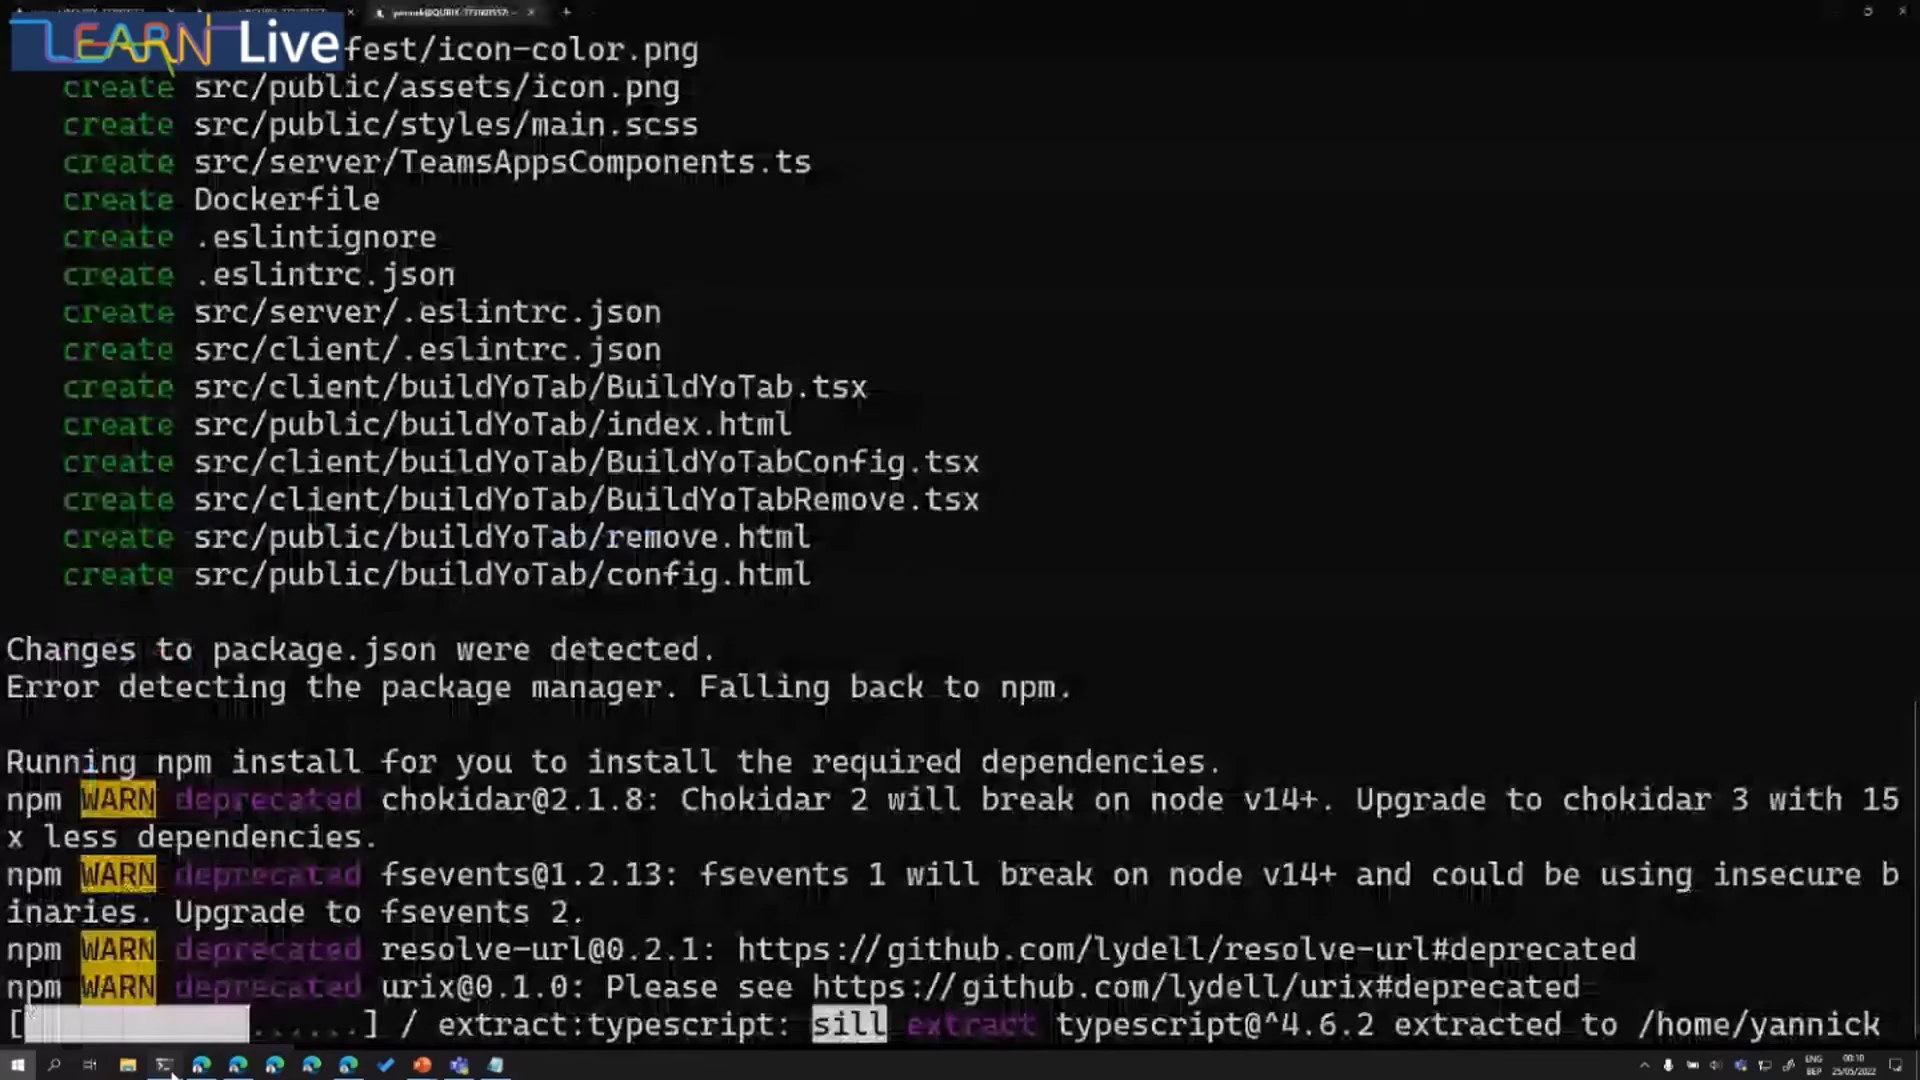 LEARN Live
fest/icon-color.png
create src/public/assets/icon.png
create src/public/styles/main.scss
create src/server/TeamsAppsComponents.ts
create Dockerfile
create .eslintignore
create .eslintrc.json
create src/server/.eslintrc.json
create src/client/.eslintrc.json
create src/client/buildYoTab/BuildYoTab.tsx
create src/public/buildYoTab/index.html
create src/client/buildYoTab/BuildYoTabConfig.tsx
create src/client/buildYoTab/BuildYoTabRemove.tsx
create src/public/buildYoTab/remove.html
create src/public/buildYoTab/config.html
Changes to package.json were detected.
Error detecting the package manager. Falling back to npm.
Running npm install for you to install the required dependencies.
npm WARN deprecated chokidar@2.1.8: Chokidar 2 will break on node v14+. Upgrade to chokidar 3 with 15
x less dependencies.
npm WARN deprecated fsevents@1.2.13: fsevents 1 will break on node v14+ and could be using insecure b
inaries. Upgrade to fsevents 2.
npm WARN deprecated resolve-url@0.2.1: https://github.com/lydell/resolve-url#deprecated
npm WARN deprecated urix@0.1.0: Please see https://github.com/lydell/urix#deprecated
[ ......] / extract:typescript: sill extract typescript@^4.6.2 extracted to /home/yannick
ENG
BEP
00:10
25/05/2022